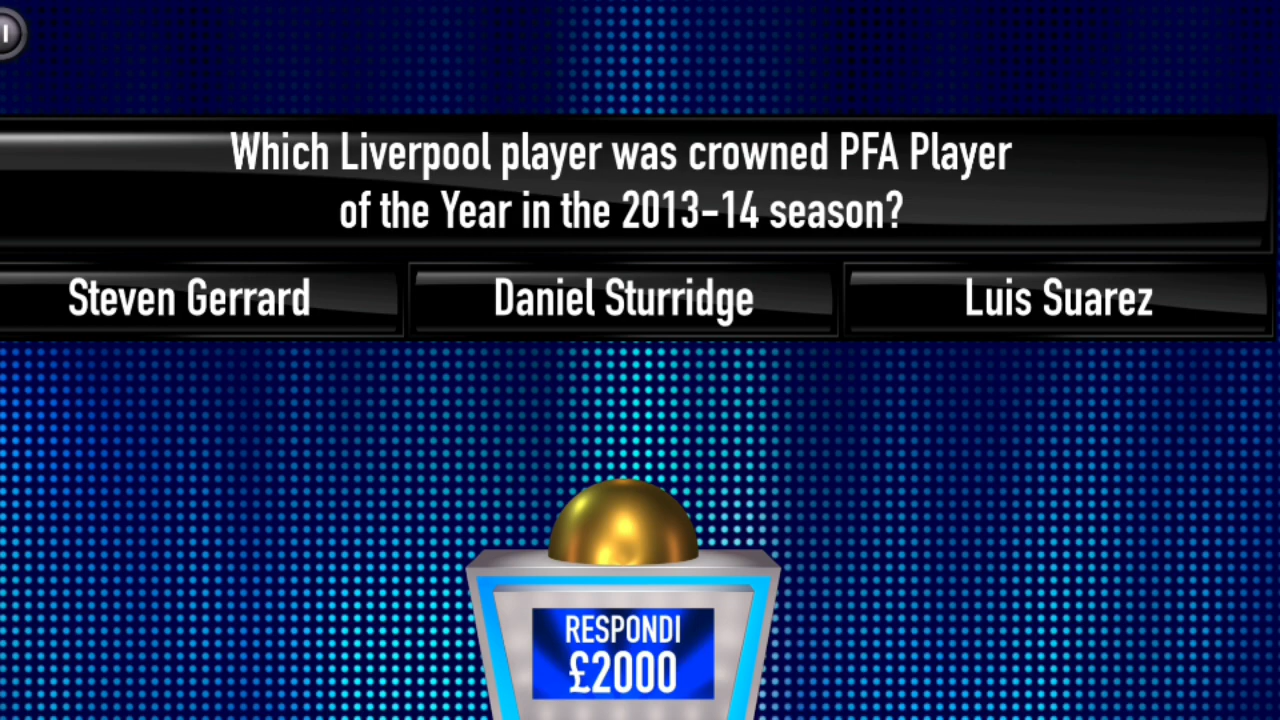 Which Liverpool player was crowned PFA Player
of the Year in the 2013-14 season?
Steven Gerrard
Daniel Sturridge
Luis Suarez
RESPONDI
£2000